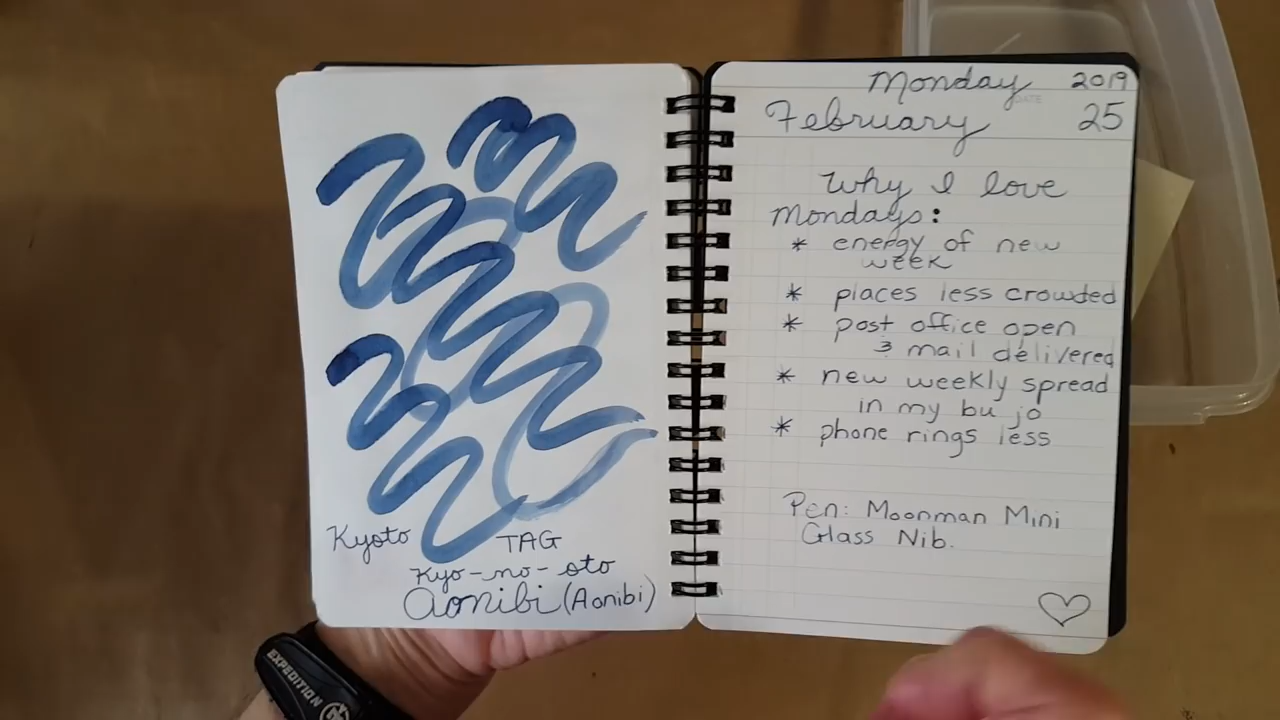 Kyoto TAG
Kyo-no-oto
Aonibi (Aonibi)
Monday 2019
DATE
February 25
Why I love
Mondays:
* energy of new
week
* places less crowded
* post office open
& mail delivered
* new weekly spread
in my bu jo
* phone rings less
Pen: Moonman Mini
Glass Nib.
EXPEDITION